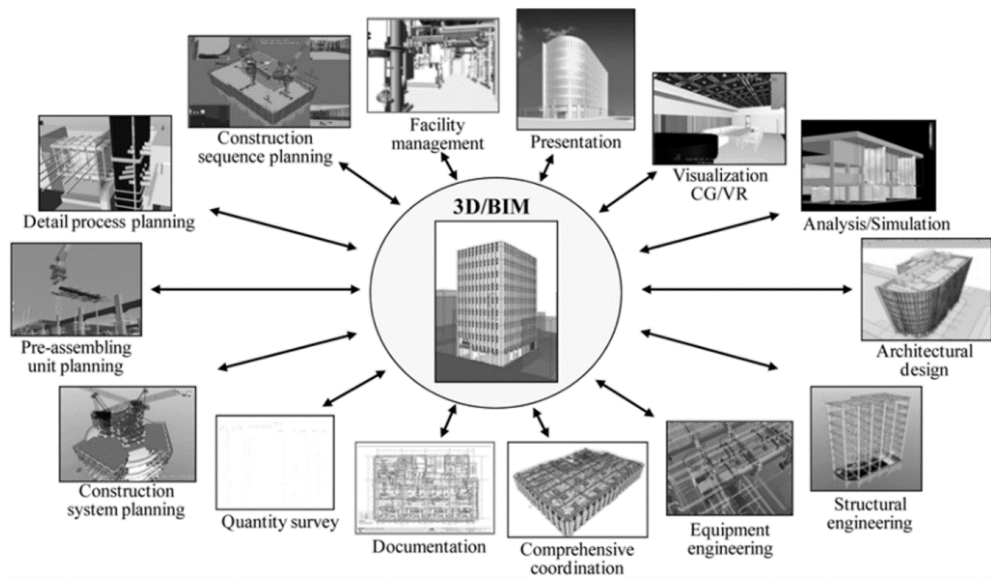 Construction
sequence planning
Facility
management
Presentation
Visualization
CG/VR
Detail process planning
3D/BIM
Analysis/Simulation
Pre-assembling
unit planning
Architectural
design
Construction
system planning
Quantity survey
Documentation
Comprehensive
coordination
Equipment
engineering
Structural
engineering